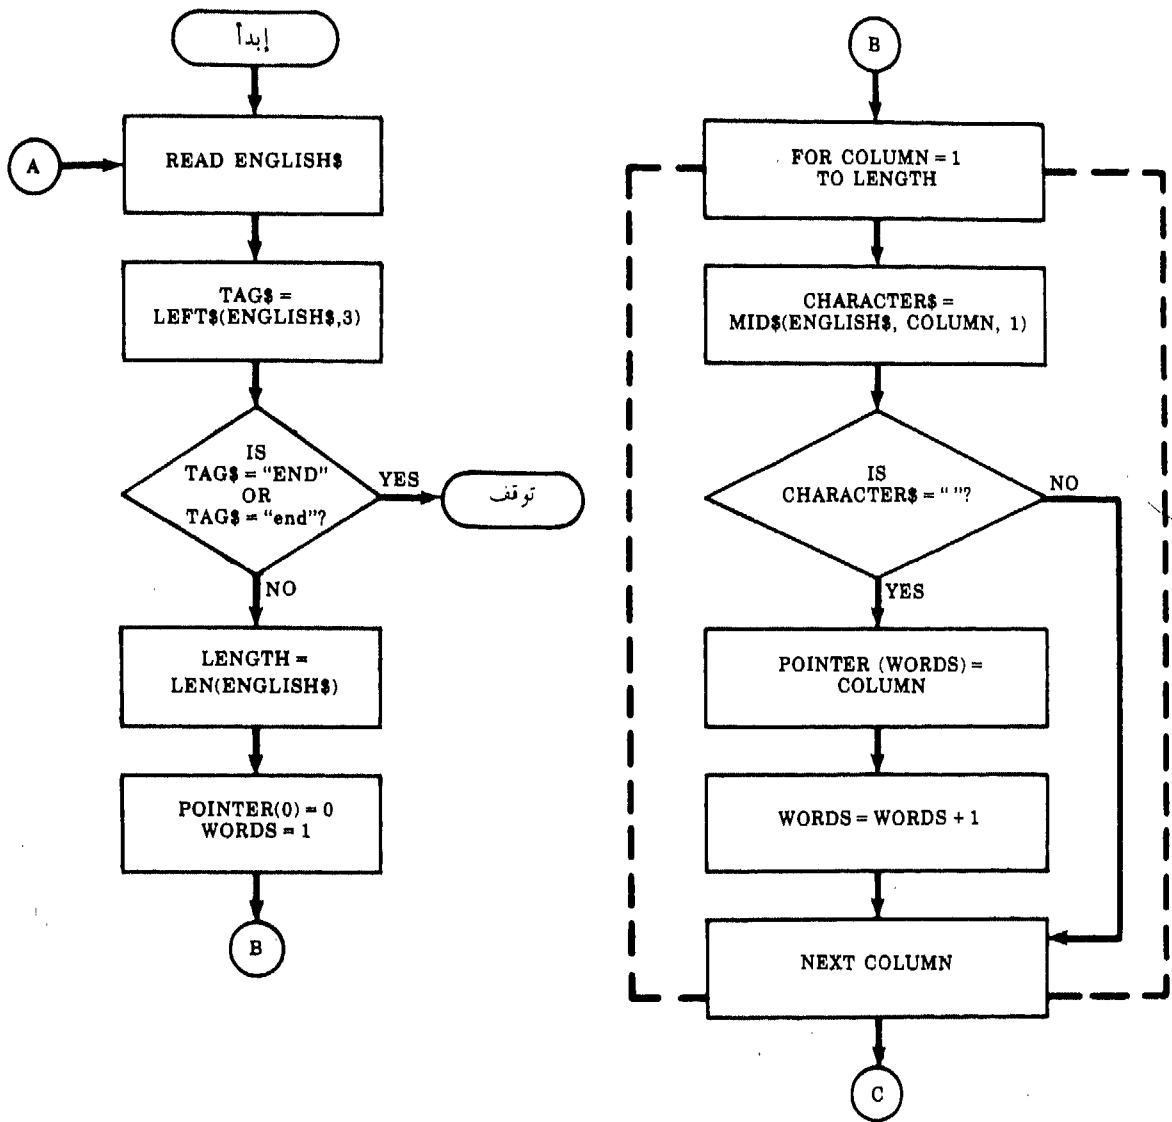 إبدأ
A
READ ENGLISH$
TAG$ =
LEFT$(ENGLISH$,3)
IS
TAG$ = "END"
OR
TAG$ = "end"?
YES
توقف
NO
LENGTH =
LEN(ENGLISH$)
POINTER(0) = 0
WORDS = 1
B
B
FOR COLUMN = 1
TO LENGTH
CHARACTER$ =
MID$(ENGLISH$, COLUMN, 1)
IS
CHARACTER$ = " "?
NO
YES
POINTER (WORDS) =
COLUMN
WORDS = WORDS + 1
NEXT COLUMN
C